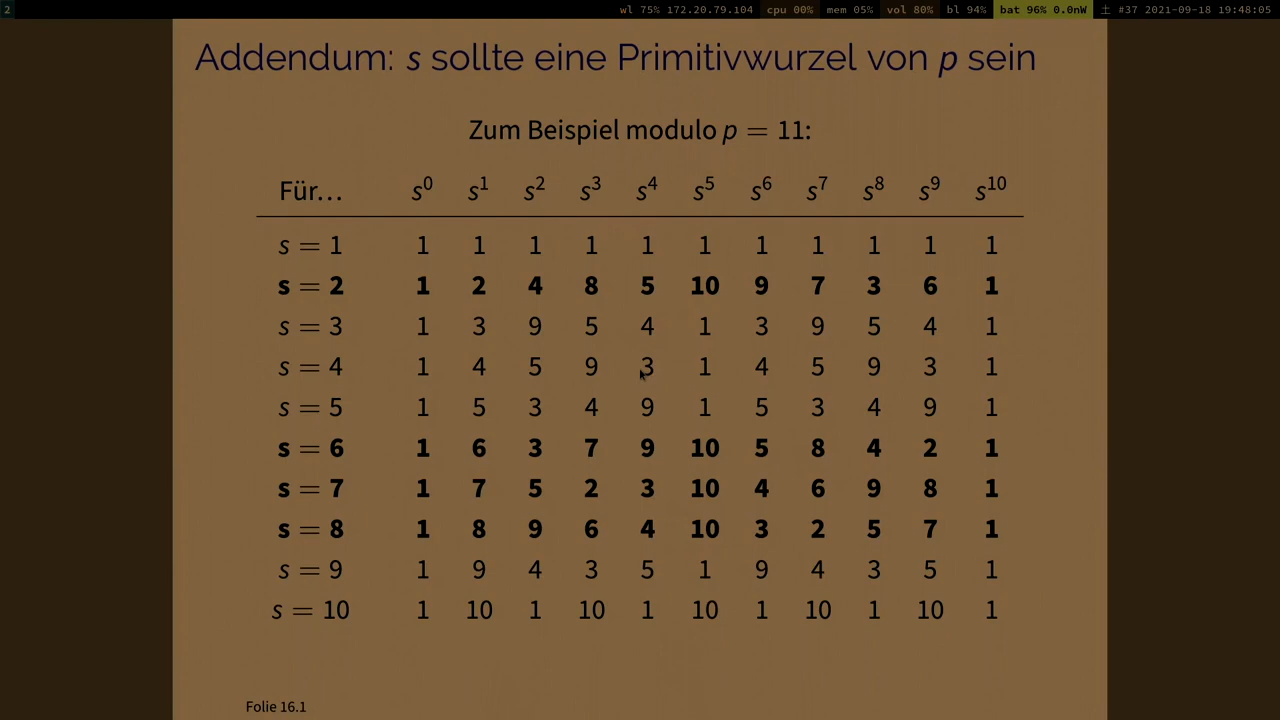 2 wl 75% 172.20.79.104 cpu 00% mem 05% vol 80% bl 94% bat 96% 0.0nW 土 #37 2021-09-18 19:48:05
Addendum: s sollte eine Primitivwurzel von p sein
Zum Beispiel modulo p = 11:
Für… s⁰ s¹ s² s³ s⁴ s⁵ s⁶ s⁷ s⁸ s⁹ s¹⁰
s = 1 1 1 1 1 1 1 1 1 1 1 1
s = 2 1 2 4 8 5 10 9 7 3 6 1
s = 3 1 3 9 5 4 1 3 9 5 4 1
s = 4 1 4 5 9 3 1 4 5 9 3 1
s = 5 1 5 3 4 9 1 5 3 4 9 1
s = 6 1 6 3 7 9 10 5 8 4 2 1
s = 7 1 7 5 2 3 10 4 6 9 8 1
s = 8 1 8 9 6 4 10 3 2 5 7 1
s = 9 1 9 4 3 5 1 9 4 3 5 1
s = 10 1 10 1 10 1 10 1 10 1 10 1
Folie 16.1